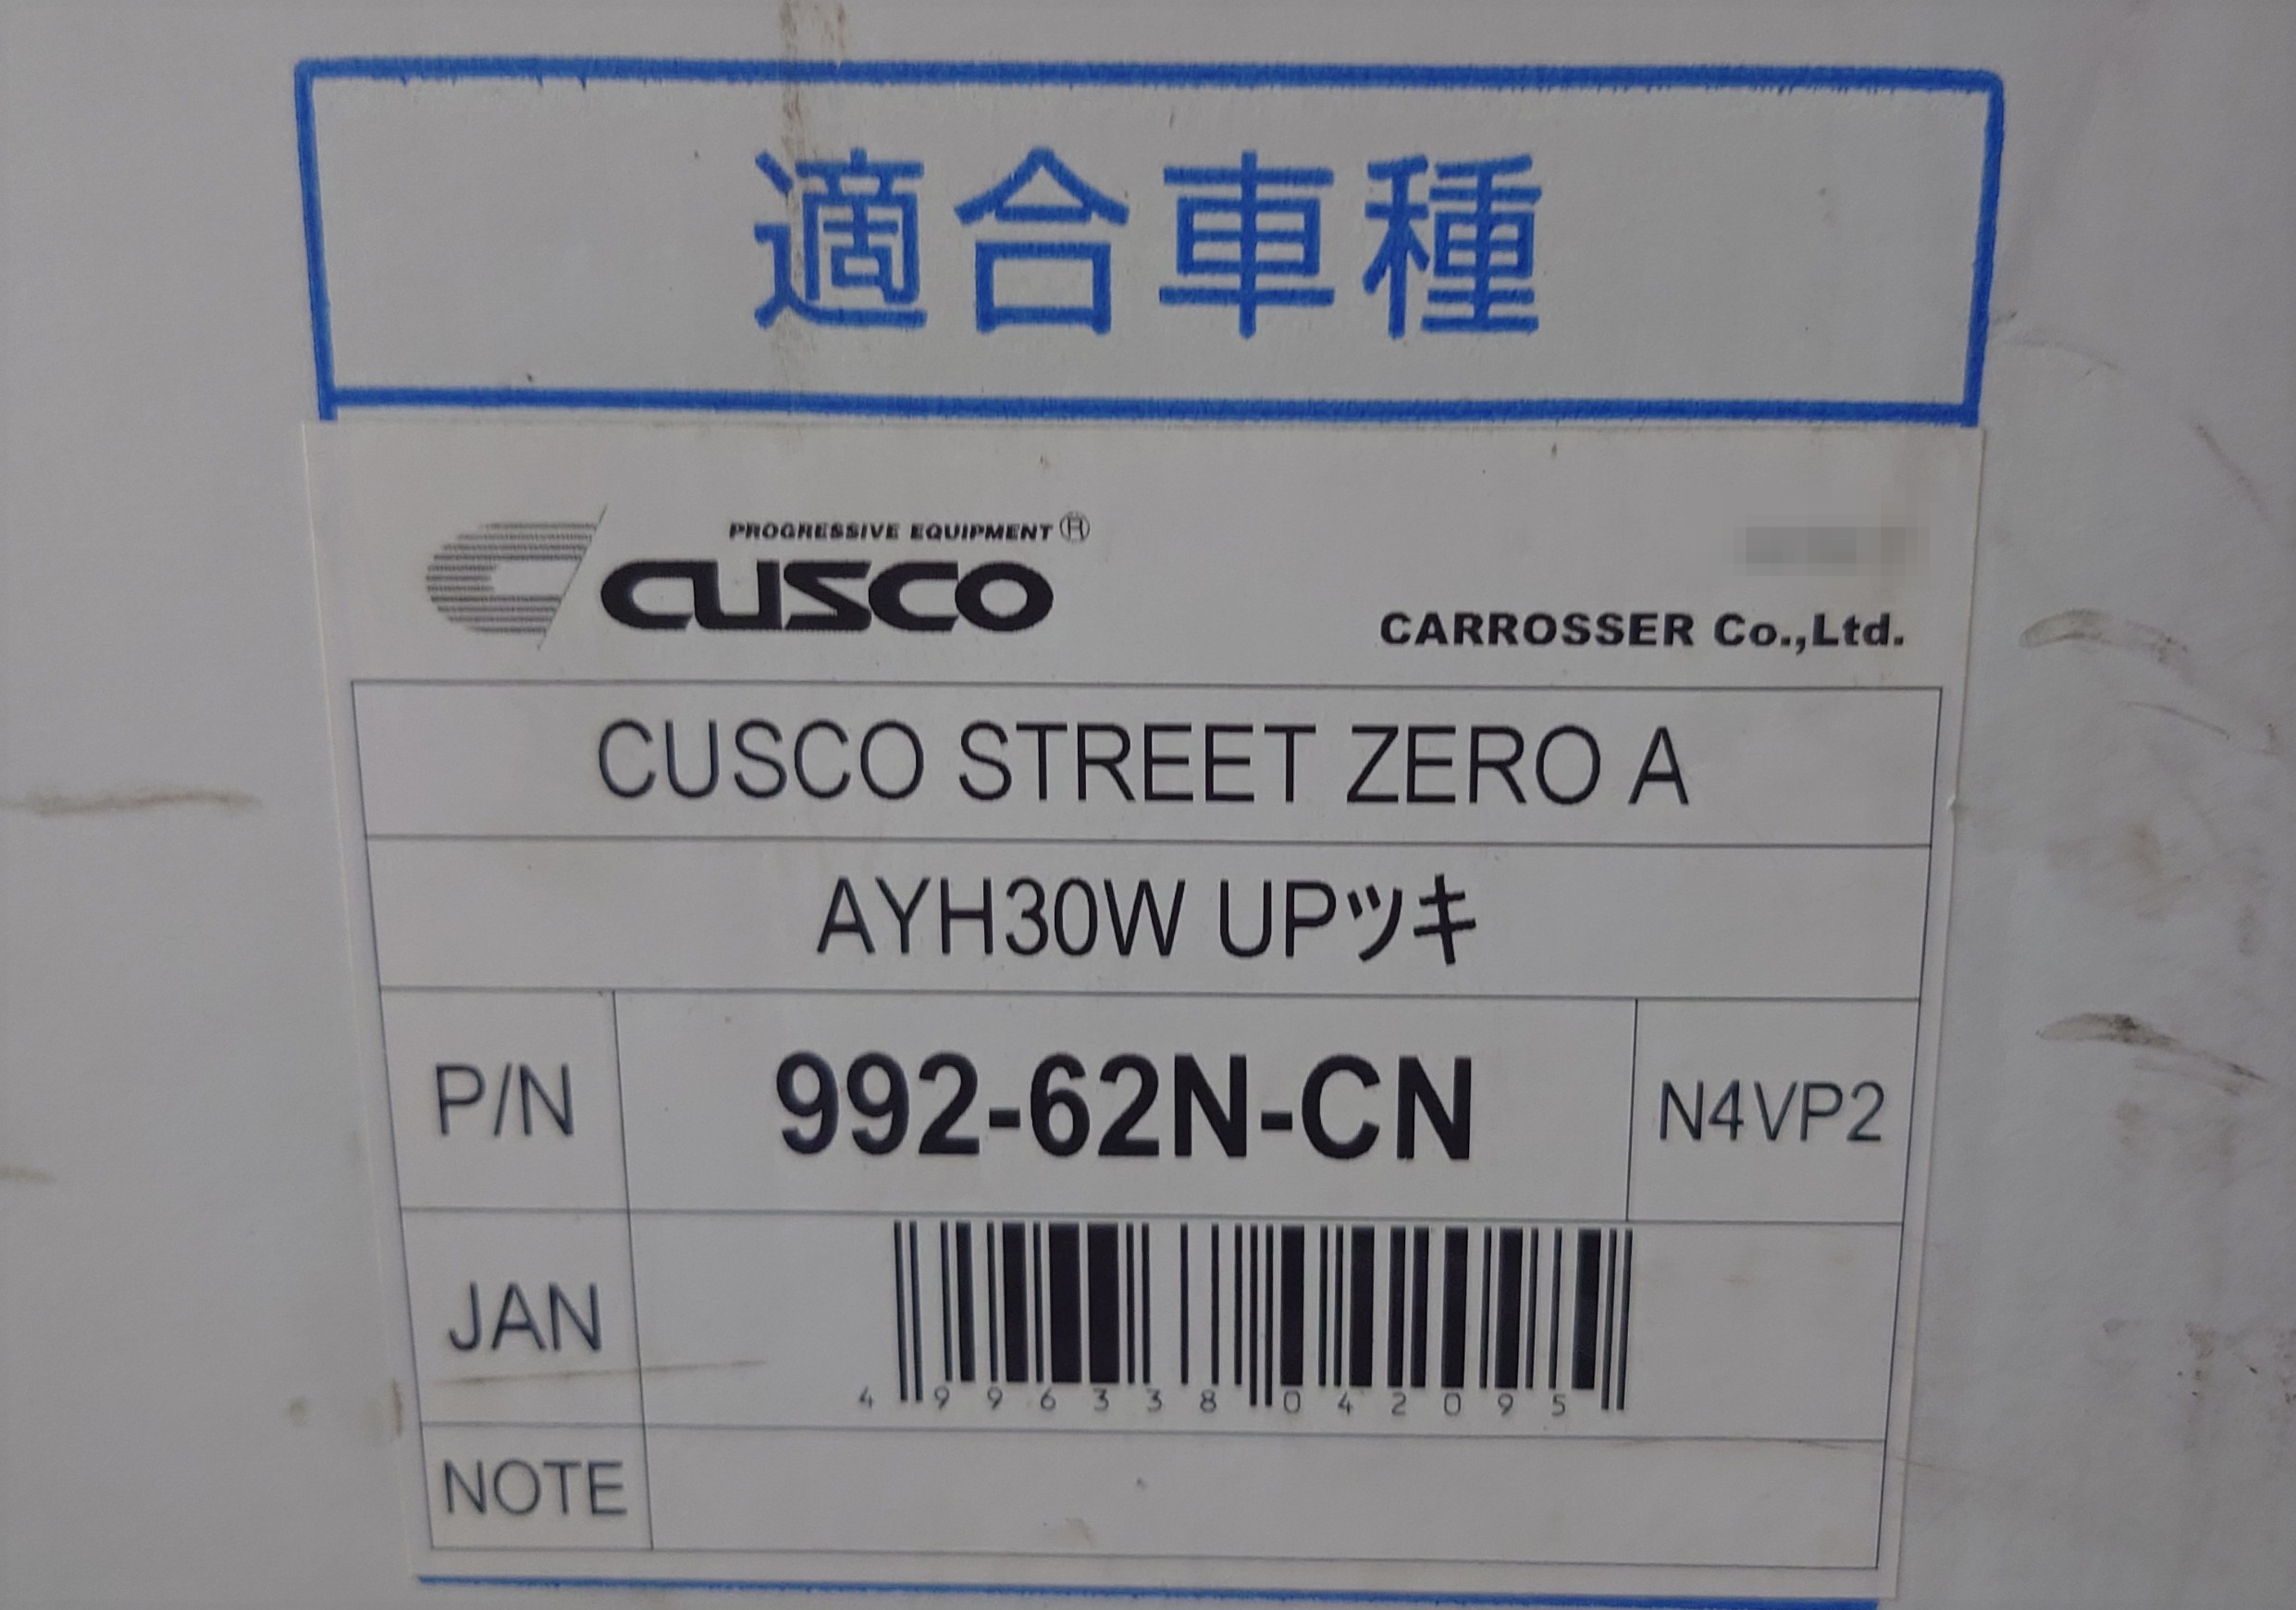 適合車種
PROGRESSIVE EQUIPMENT®
CUSCO
CARROSSER Co.,Ltd.
CUSCO STREET ZERO A
AYH30W UPツキ
P/N 992-62N-CN N4VP2
JAN
4996338042095
NOTE